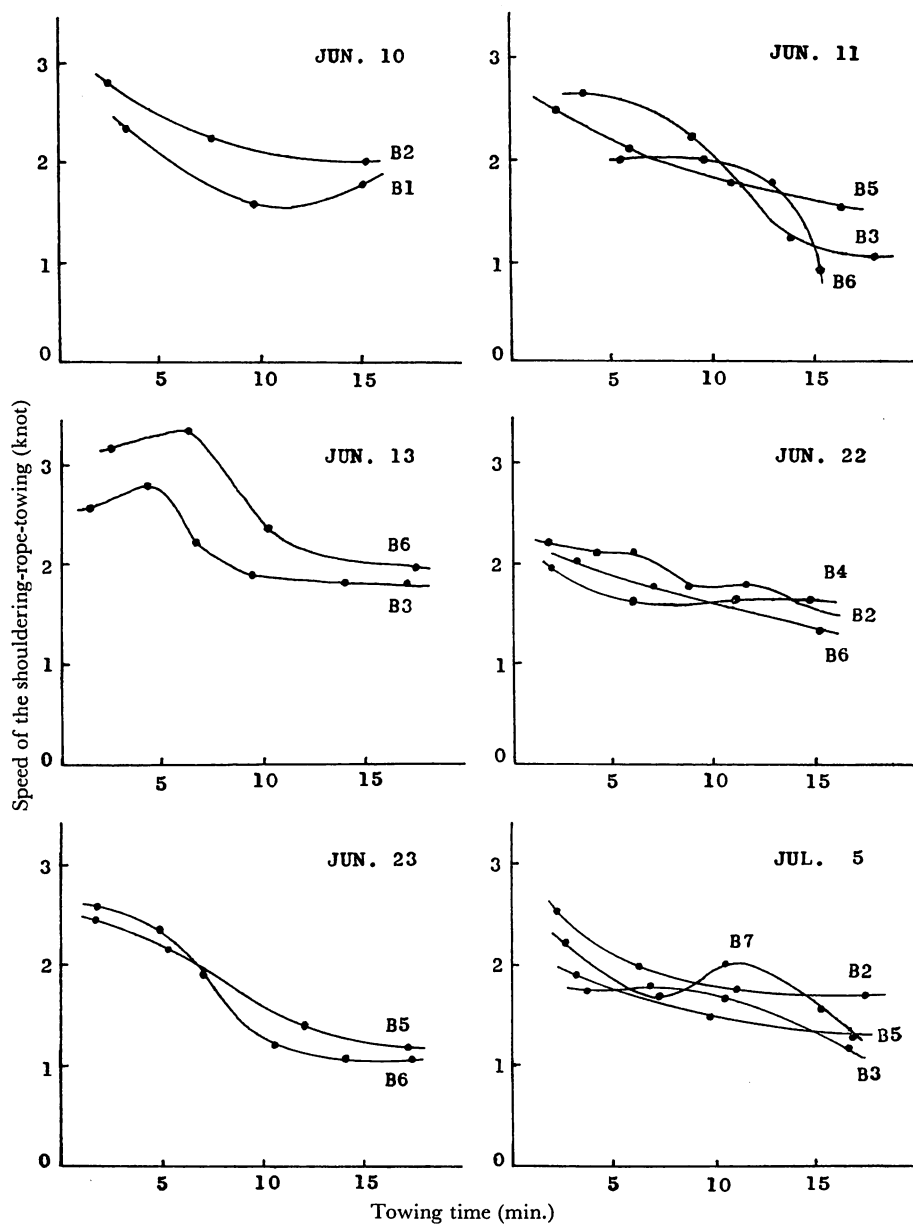 JUN. 10
3
2
1
0
B2
B1
5 10 15
JUN. 11
3
2
1
0
B5
B3
B6
5 10 15
JUN. 13
3
2
1
0
B6
B3
5 10 15
JUN. 22
3
2
1
0
B4
B2
B6
5 10 15
JUN. 23
3
2
1
0
B5
B6
5 10 15
JUL. 5
3
2
1
0
B7
B2
B5
B3
5 10 15
Speed of the shouldering-rope-towing (knot)
Towing time (min.)